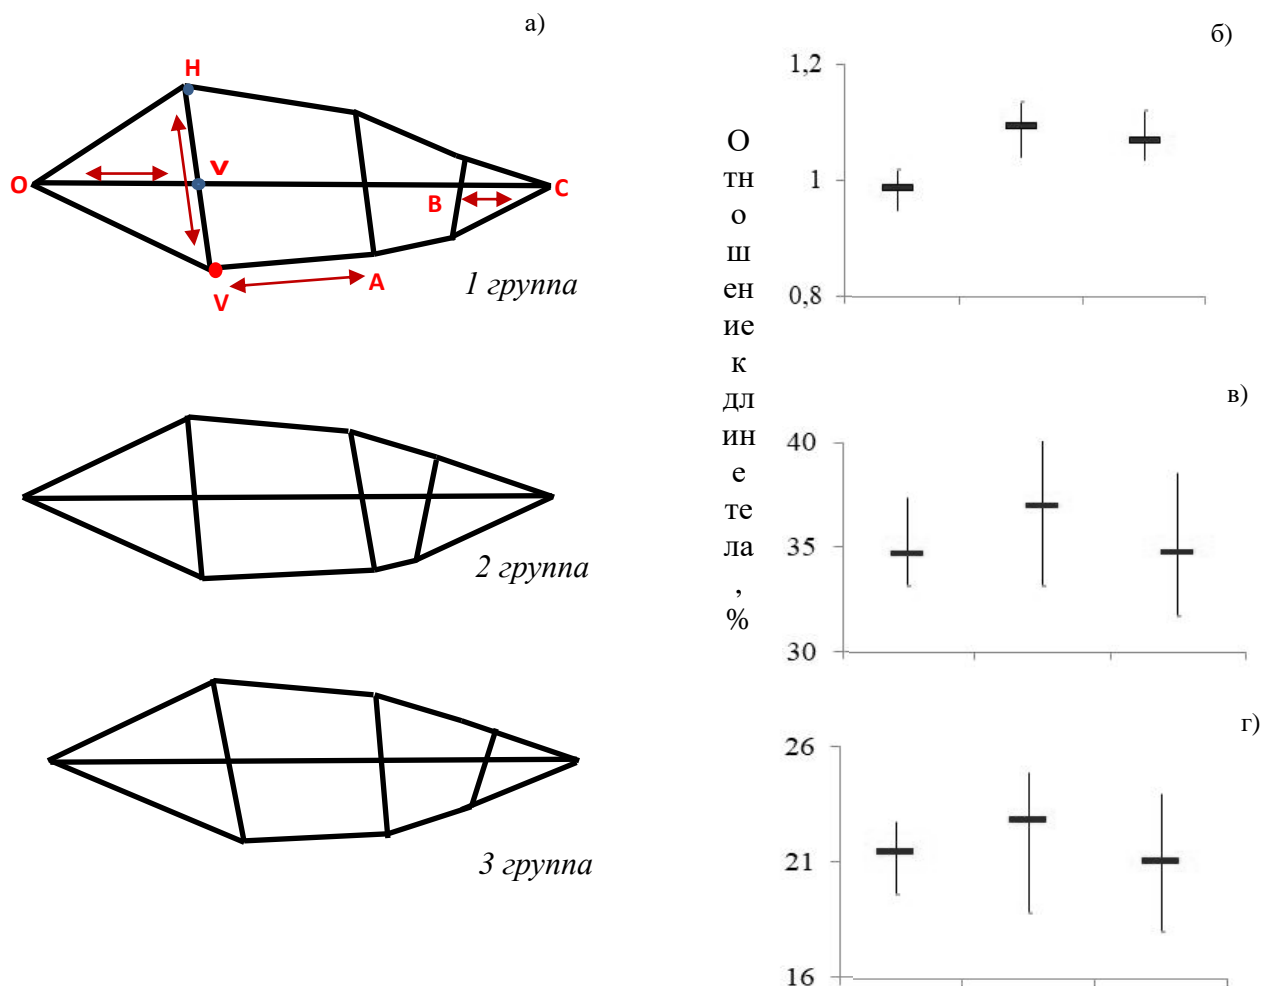 а)
H
O
V
B
C
V
A
1 группа
2 группа
3 группа
О
тн
о
ш
ен
ие
к
дл
ин
е
те
ла
,
%
б)
1,2
1
0,8
в)
40
35
30
г)
26
21
16